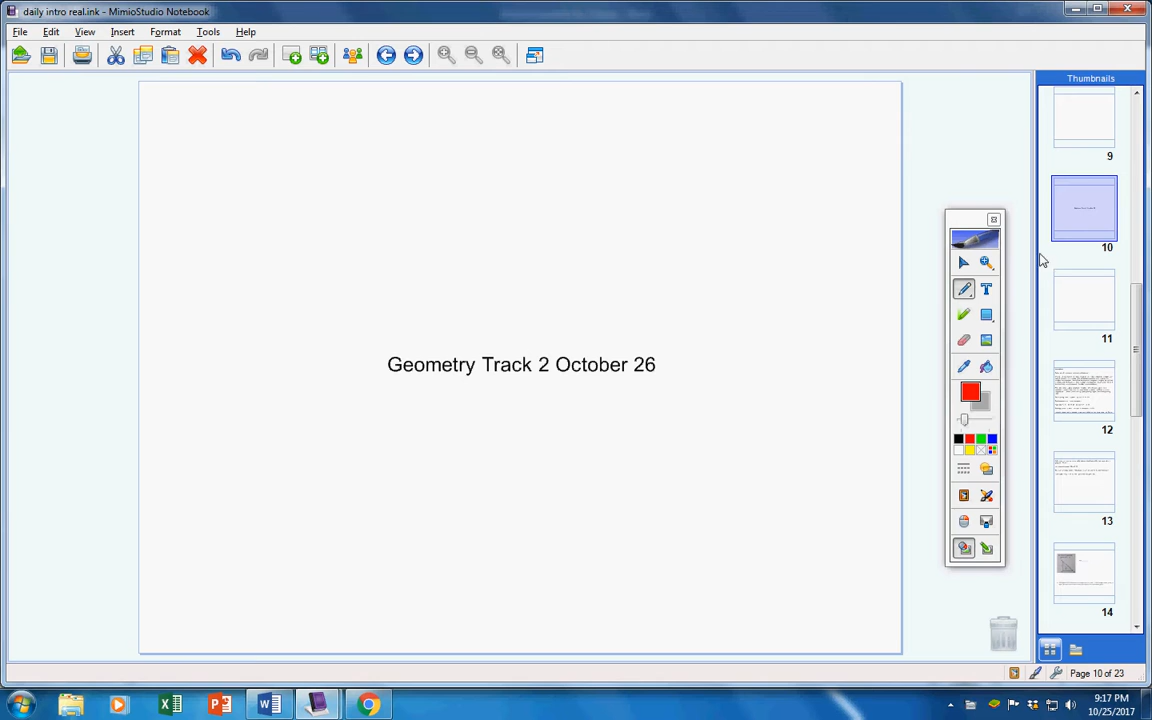 daily intro real.ink - MimioStudio Notebook
File Edit View Insert Format Tools Help
Thumbnails
9
10
11
12
13
14
Geometry Track 2 October 26
Page 10 of 23
9:17 PM
10/25/2017